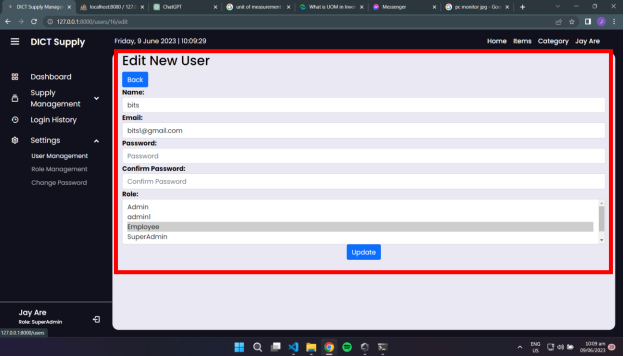 DICT Supply Manager
localhost:8080 / 127.0
ChatGPT
unit of measurement
What is UOM in Inven
Messenger
pc monitor jpg - Goo
127.0.0.1:8000/users/16/edit
DICT Supply
Friday, 9 June 2023 | 10:09:29
Home Items Category Jay Are
Edit New User
Back
Dashboard
Supply
Management
Login History
Settings
User Management
Role Management
Change Password
Name:
bits
Email:
bits1@gmail.com
Password:
Password
Confirm Password:
Confirm Password
Role:
Admin
admin1
Employee
SuperAdmin
Update
Jay Are
Role: SuperAdmin
127.0.0.1:8000/users
ENG
US
10:09 am
09/06/2023